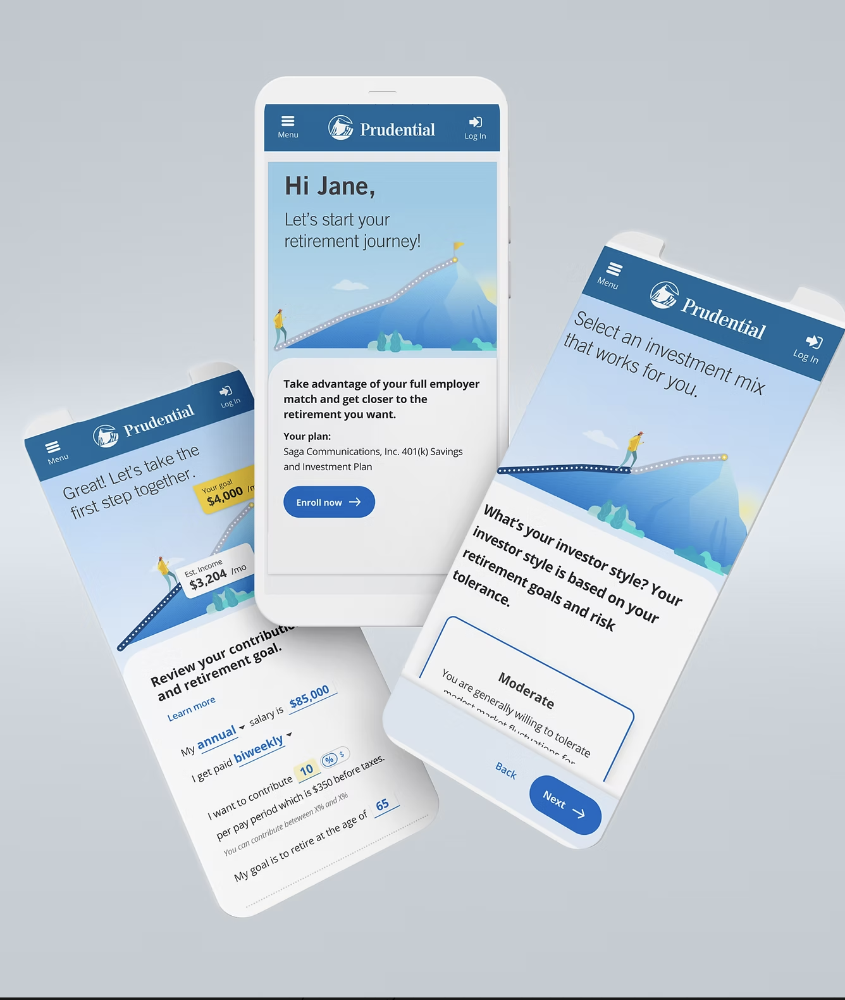 Menu
Prudential
Log In
Hi Jane,
Let's start your
retirement journey!
Take advantage of your full employer
match and get closer to the
retirement you want.
Your plan:
Saga Communications, Inc. 401(k) Savings
and Investment Plan
Enroll now
Menu
Prudential
Log In
Great! Let's take the
first step together.
Your goal
$4,000
Est. Income
$3,204 /mo
Review your
and retirement goal.
Learn more
My annual salary is $85,000
I get paid biweekly
I want to contribute 10 % $
per pay period which is $350 before taxes.
You can contribute beteween X% and X%
My goal is to retire at the age of 65
Menu
Prudential
Log In
Select an investment mix
that works for you.
What's your investor style? Your
investor style is based on your
retirement goals and risk
tolerance.
Moderate
You are generally willing to tolerate
modest market fluctuations for
Back
Next